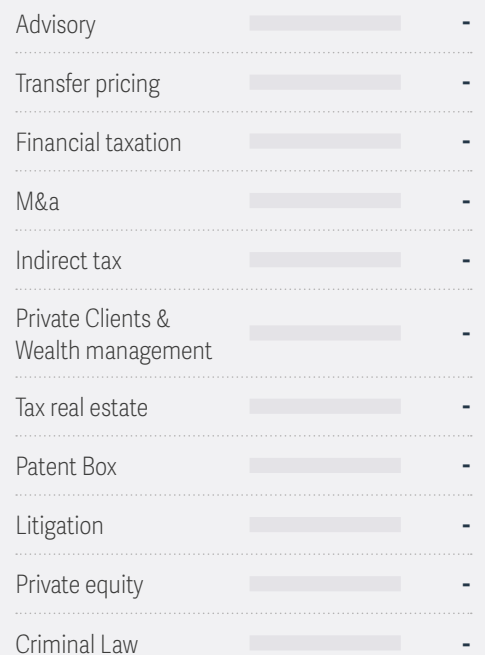 Advisory -
Transfer pricing -
Financial taxation -
M&a -
Indirect tax -
Private Clients &
Wealth management -
Tax real estate -
Patent Box -
Litigation -
Private equity -
Criminal Law -